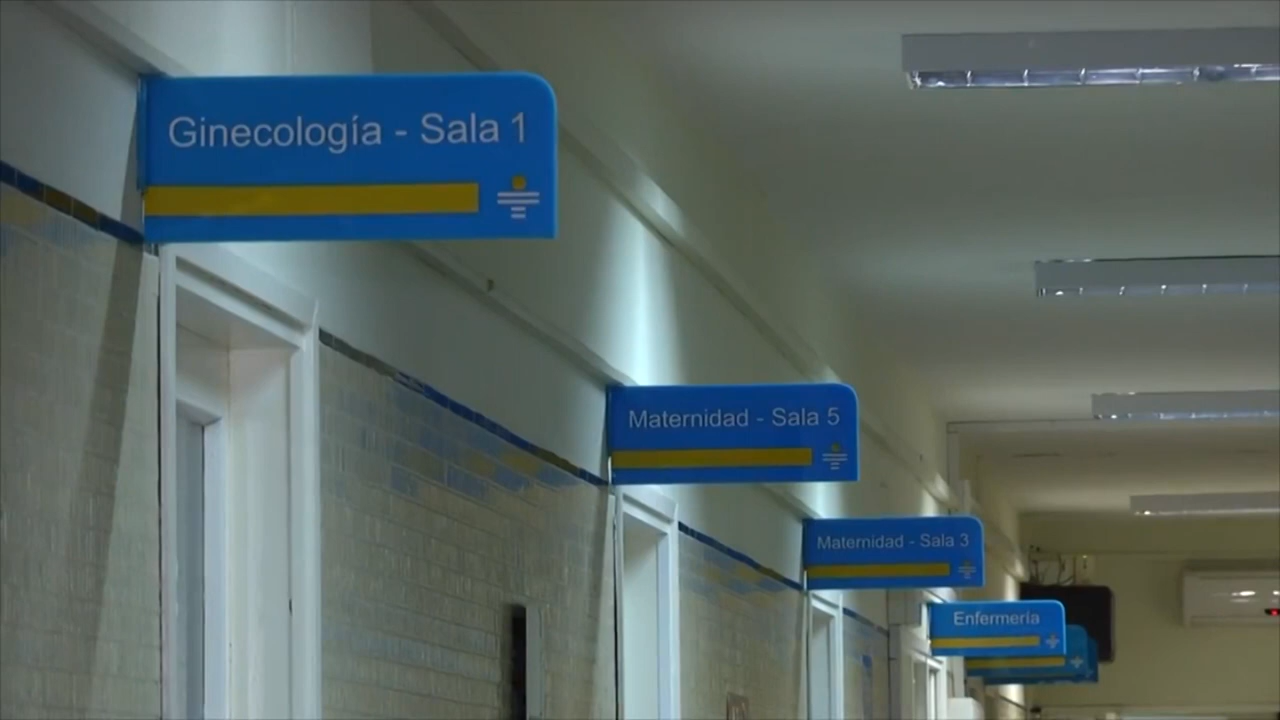 Ginecología - Sala 1
Maternidad - Sala 5
Maternidad - Sala 3
Enfermería